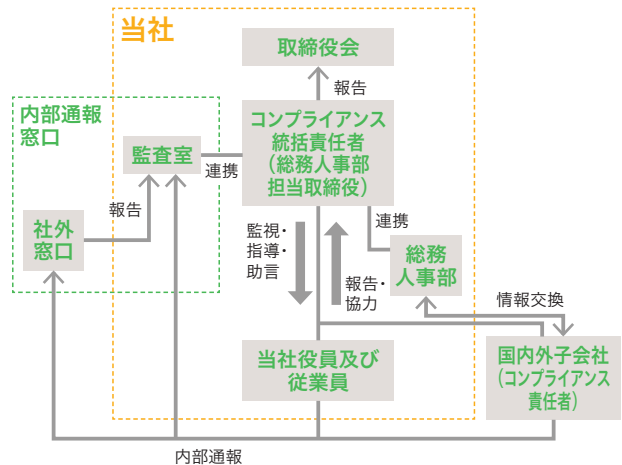 当社
取締役会
報告
コンプライアンス
統括責任者
（総務人事部
担当取締役）
内部通報
窓口
監査室
連携
報告
社外
窓口
監視・
指導・
助言
報告・
協力
連携
総務
人事部
情報交換
当社役員及び
従業員
国内外子会社
（コンプライアンス
責任者）
内部通報